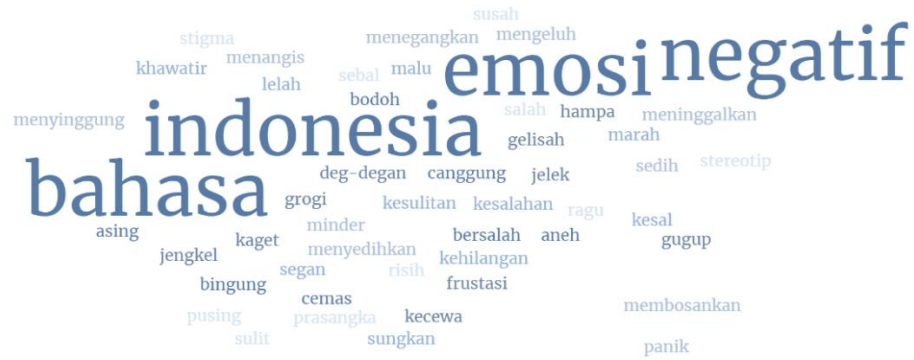 susah
stigma menegangkan mengeluh
khawatir menangis sebal malu emosi negatif
lelah
bodoh
menyinggung indonesia salah hampa meninggalkan
gelisah marah
bahasa deg-degan canggung jelek sedih stereotip
grogi kesulitan kesalahan ragu kesal
asing kaget minder bersalah aneh gugup
jengkel menyedihkan kehilangan
segan risih frustasi
bingung cemas membosankan
pusing prasangka kecewa
sulit sungkan panik